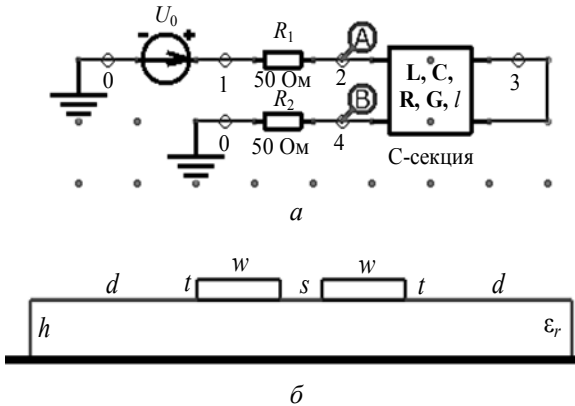 U₀
- +
R₁
A
0 1 50 Ом 2 3
L, C,
R, G, l
R₂
B
0 50 Ом 4
С-секция
а
w w
d t s t d
h εᵣ
б